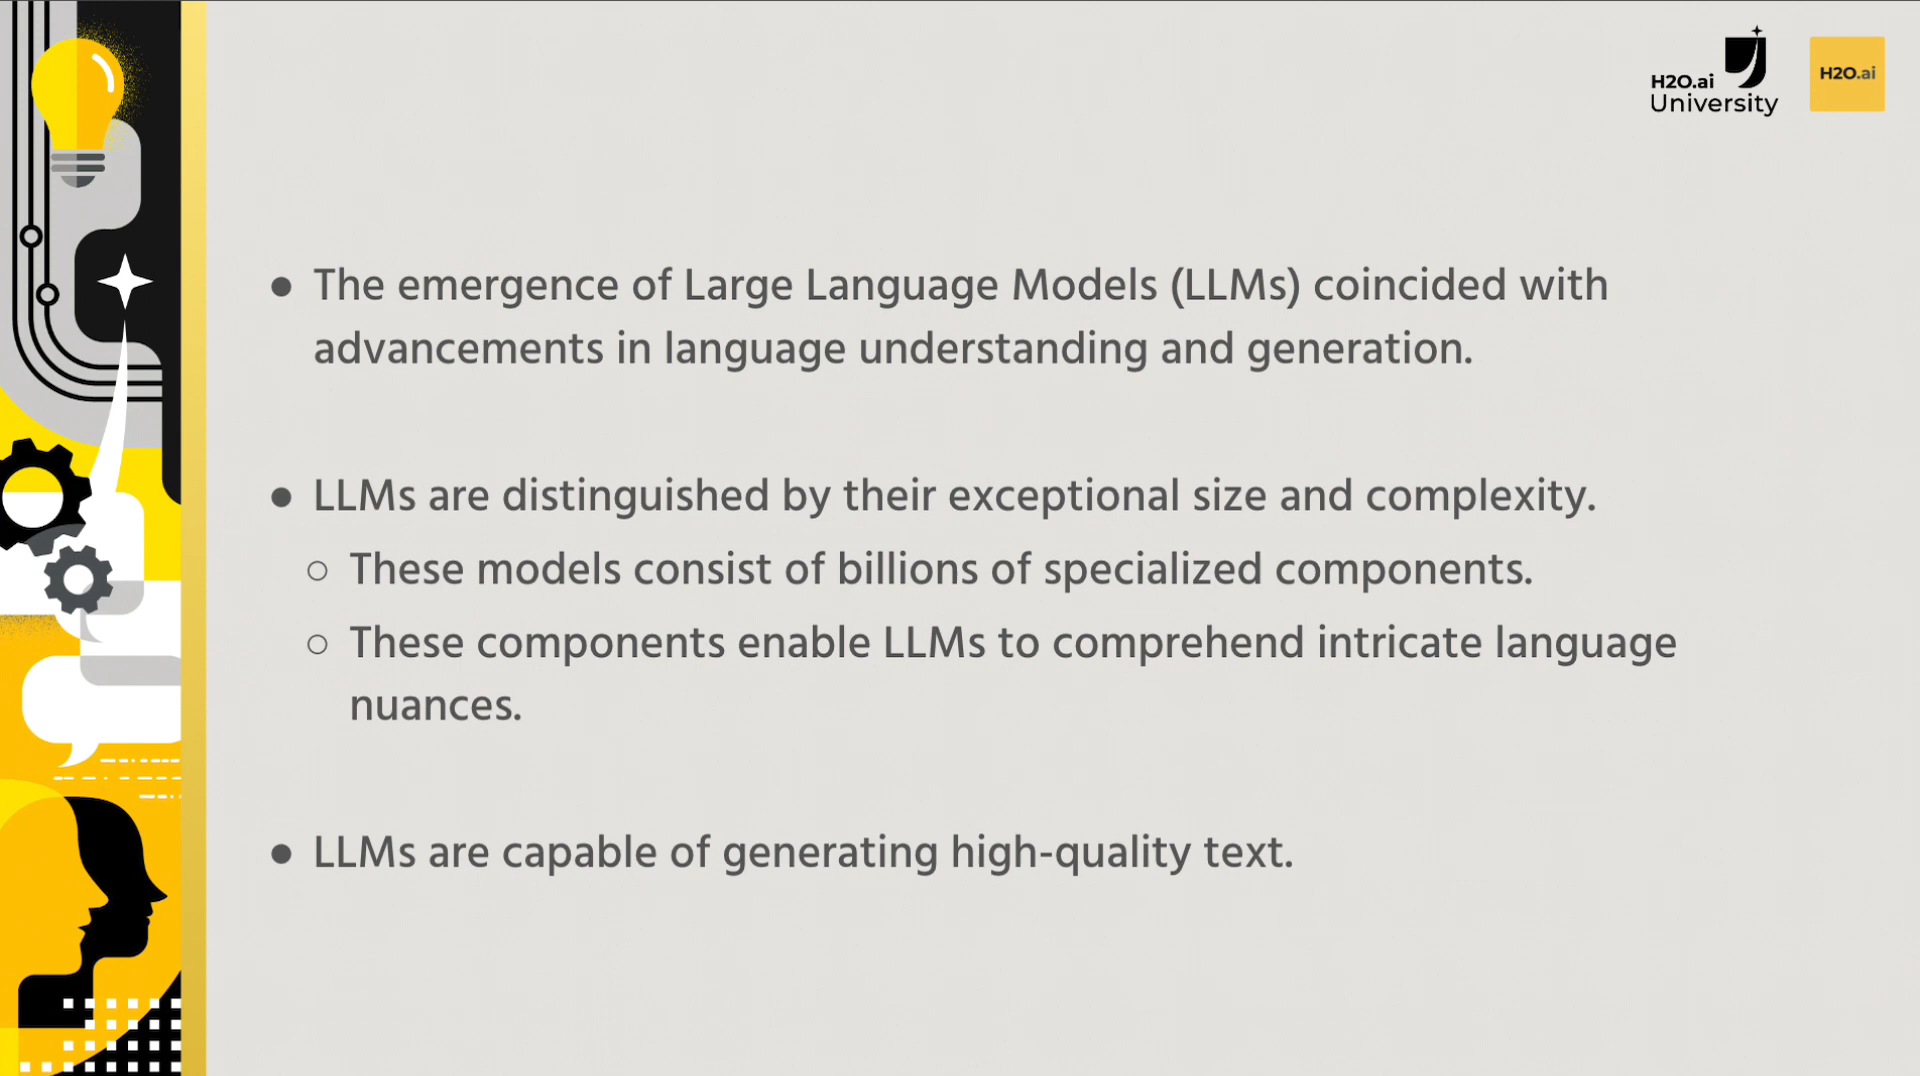 H2O.ai
University
H2O.ai
● The emergence of Large Language Models (LLMs) coincided with
advancements in language understanding and generation.
● LLMs are distinguished by their exceptional size and complexity.
○ These models consist of billions of specialized components.
○ These components enable LLMs to comprehend intricate language
nuances.
● LLMs are capable of generating high-quality text.